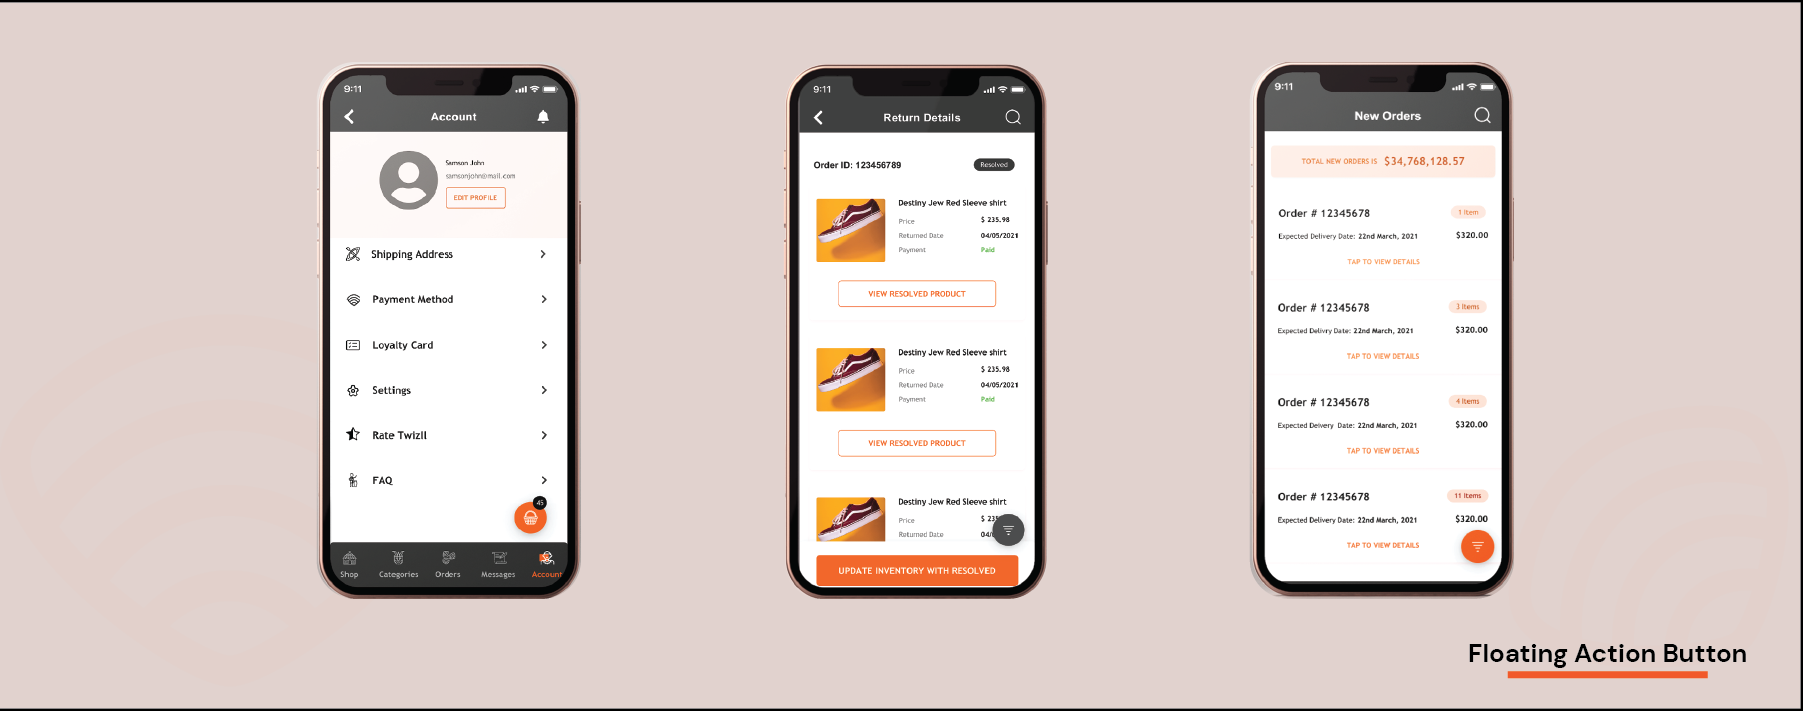 9:11
Account
Samson John
samsonjohn@mail.com
EDIT PROFILE
Shipping Address
Payment Method
Loyalty Card
Settings
Rate Twizll
FAQ
45
Shop Categories Orders Messages Account
9:11
Return Details
Order ID: 123456789 Resolved
Destiny Jew Red Sleeve shirt
Price $ 235.98
Returned Date 04/05/2021
Payment Paid
VIEW RESOLVED PRODUCT
Destiny Jew Red Sleeve shirt
Price $ 235.98
Returned Date 04/05/2021
Payment Paid
VIEW RESOLVED PRODUCT
Destiny Jew Red Sleeve shirt
Price $ 235
Returned Date 04/
UPDATE INVENTORY WITH RESOLVED
9:11
New Orders
TOTAL NEW ORDERS IS $34,768,128.57
Order # 12345678 1 Item
Expected Delivery Date: 22nd March, 2021 $320.00
TAP TO VIEW DETAILS
Order # 12345678 3 Items
Expected Delivry Date: 22nd March, 2021 $320.00
TAP TO VIEW DETAILS
Order # 12345678 4 Items
Expected Delivery Date: 22nd March, 2021 $320.00
TAP TO VIEW DETAILS
Order # 12345678 11 Items
Expected Delivery Date: 22nd March, 2021 $320.00
TAP TO VIEW DETAILS
Floating Action Button